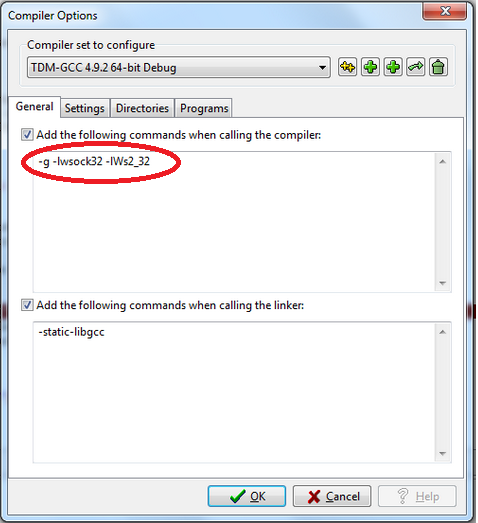 Compiler Options
Compiler set to configure
TDM-GCC 4.9.2 64-bit Debug
General Settings Directories Programs
Add the following commands when calling the compiler:
-g -lwsock32 -lWs2_32
Add the following commands when calling the linker:
-static-libgcc
OK Cancel ? Help